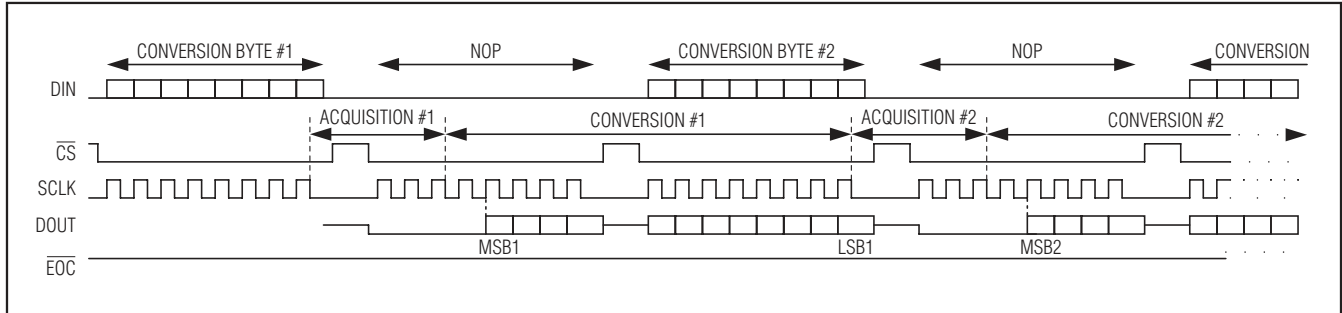 CONVERSION BYTE #1 NOP CONVERSION BYTE #2 NOP CONVERSION
DIN
ACQUISITION #1 CONVERSION #1 ACQUISITION #2 CONVERSION #2
CS
SCLK
DOUT
MSB1 LSB1 MSB2
EOC